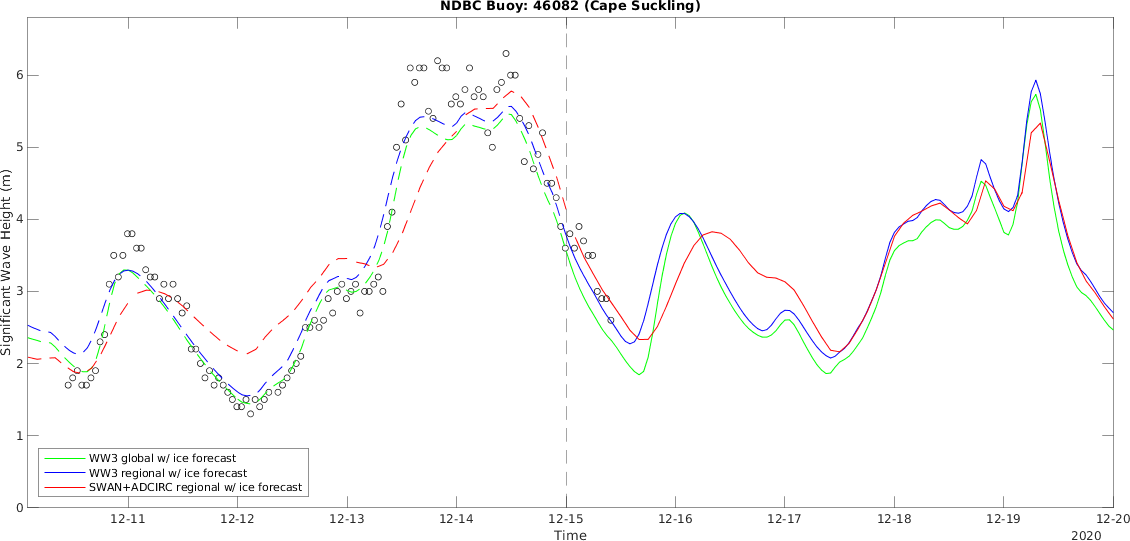 NDBC Buoy: 46082 (Cape Suckling)
Significant Wave Height (m)
6
5
4
3
2
1
0
WW3 global w/ ice forecast
WW3 regional w/ ice forecast
SWAN+ADCIRC regional w/ ice forecast
12-11 12-12 12-13 12-14 12-15 12-16 12-17 12-18 12-19 12-20
Time
2020